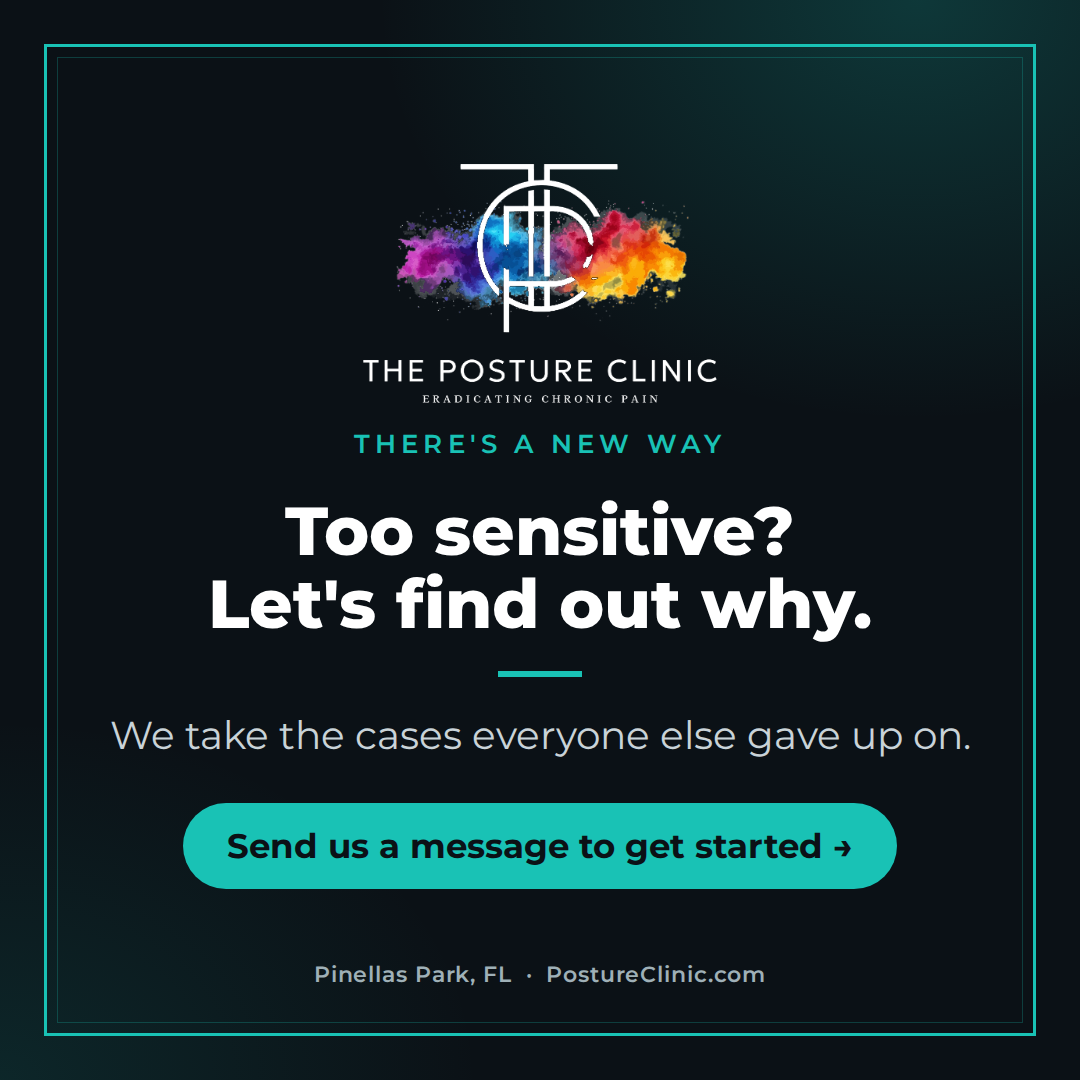 THE POSTURE CLINIC
ERADICATING CHRONIC PAIN
THERE'S A NEW WAY
Too sensitive?
Let's find out why.
We take the cases everyone else gave up on.
Send us a message to get started →
Pinellas Park, FL · PostureClinic.com